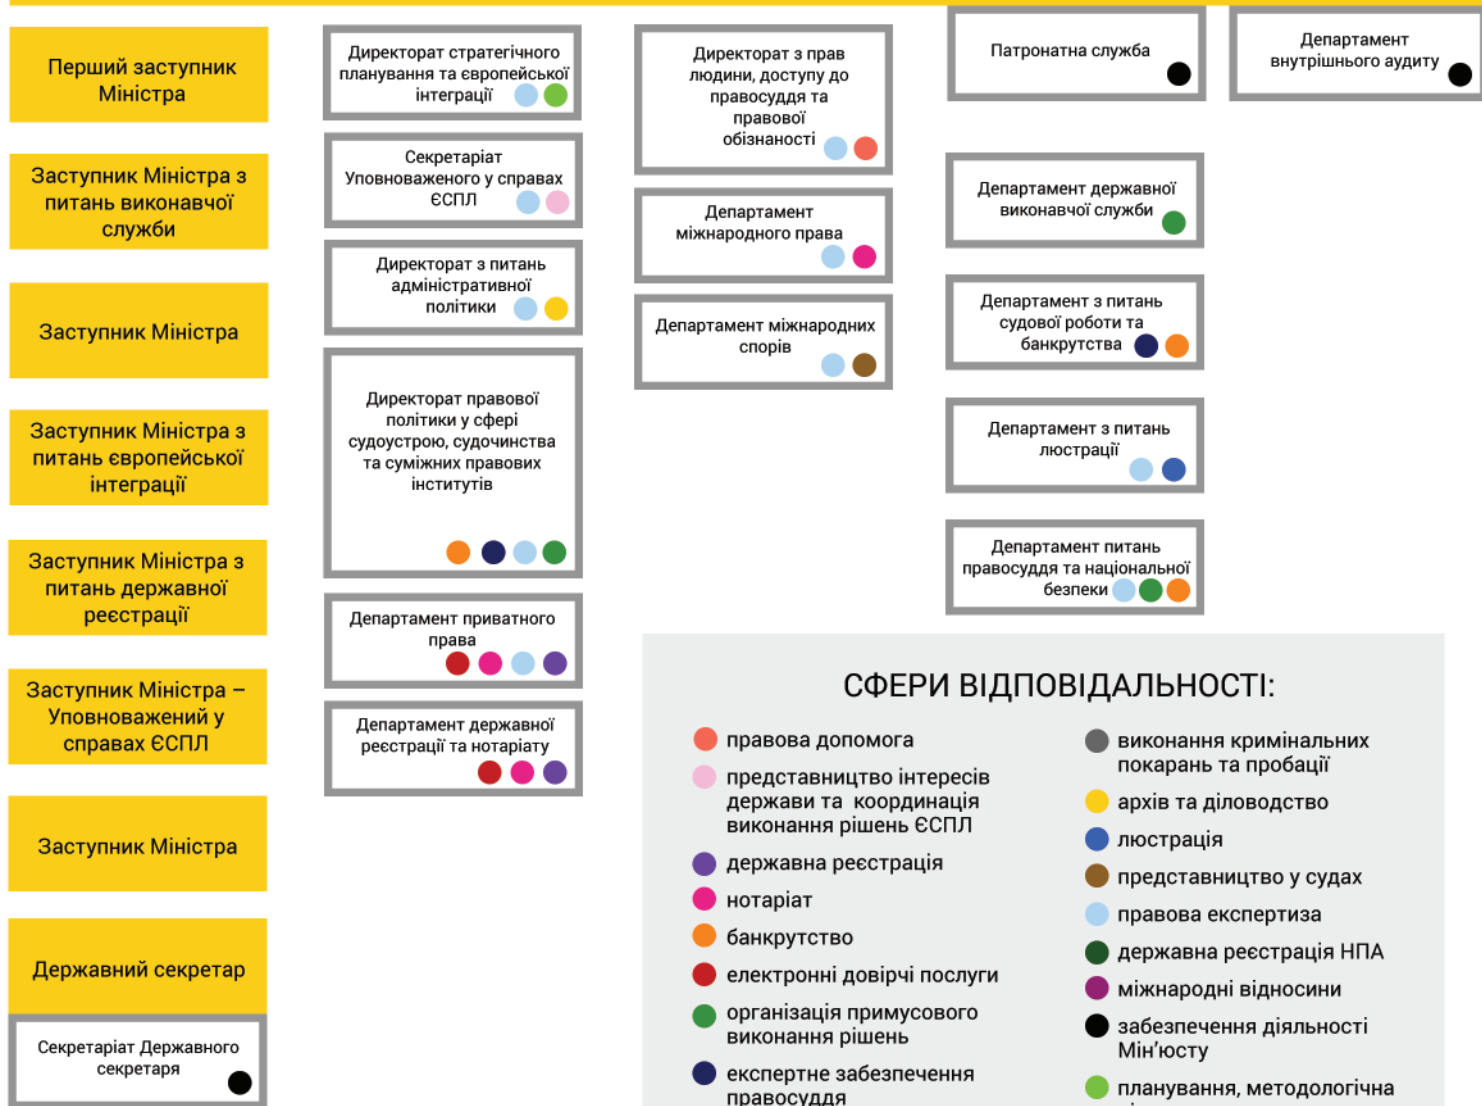 Перший заступник
Міністра
Заступник Міністра з
питань виконавчої
служби
Заступник Міністра
Заступник Міністра з
питань європейської
інтеграції
Заступник Міністра з
питань державної
реєстрації
Заступник Міністра –
Уповноважений у
справах ЄСПЛ
Заступник Міністра
Державний секретар
Секретаріат Державного
секретаря
Директорат стратегічного
планування та європейської
інтеграції
Секретаріат
Уповноваженого у справах
ЄСПЛ
Директорат з питань
адміністративної
політики
Директорат правової
політики у сфері
судоустрою, судочинства
та суміжних правових
інститутів
Департамент приватного
права
Департамент державної
реєстрації та нотаріату
Директорат з прав
людини, доступу до
правосуддя та
правової
обізнаності
Департамент
міжнародного права
Департамент міжнародних
спорів
Патронатна служба
Департамент
внутрішнього аудиту
Департамент державної
виконавчої служби
Департамент з питань
судової роботи та
банкрутства
Департамент з питань
люстрації
Департамент питань
правосуддя та національної
безпеки
СФЕРИ ВІДПОВІДАЛЬНОСТІ:
правова допомога
представництво інтересів
держави та координація
виконання рішень ЄСПЛ
державна реєстрація
нотаріат
банкрутство
електронні довірчі послуги
організація примусового
виконання рішень
експертне забезпечення
правосуддя
виконання кримінальних
покарань та пробації
архів та діловодство
люстрація
представництво у судах
правова експертиза
державна реєстрація НПА
міжнародні відносини
забезпечення діяльності
Мін'юсту
планування, методологічна